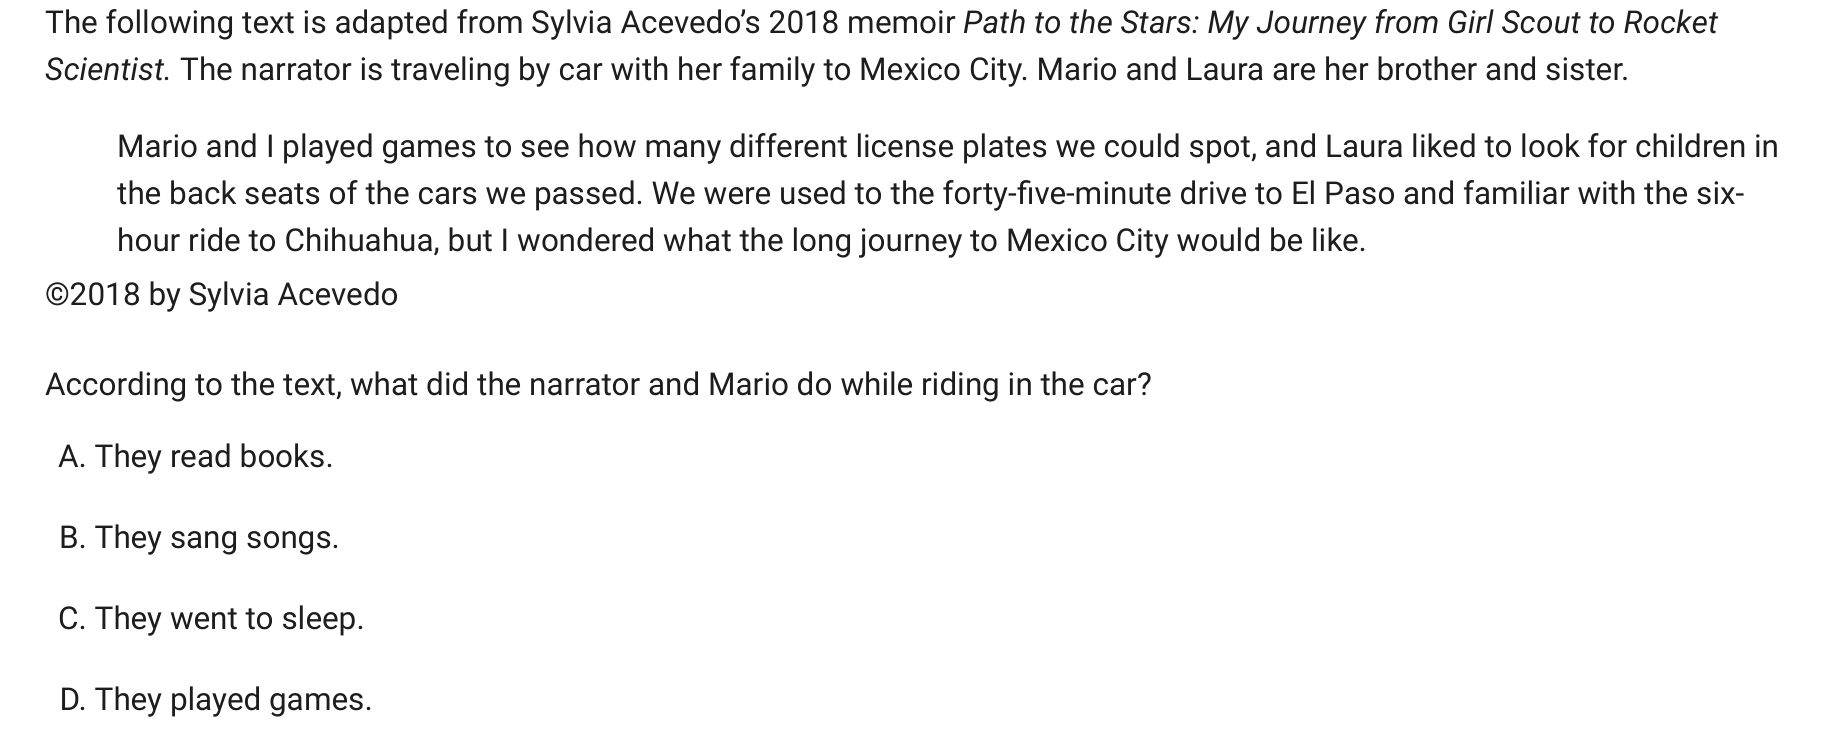 The following text is adapted from Sylvia Acevedo’s 2018 memoir Path to the Stars: My Journey from Girl Scout to Rocket
Scientist. The narrator is traveling by car with her family to Mexico City. Mario and Laura are her brother and sister.
Mario and I played games to see how many different license plates we could spot, and Laura liked to look for children in
the back seats of the cars we passed. We were used to the forty-five-minute drive to El Paso and familiar with the six-
hour ride to Chihuahua, but I wondered what the long journey to Mexico City would be like.
©2018 by Sylvia Acevedo
According to the text, what did the narrator and Mario do while riding in the car?
A. They read books.
B. They sang songs.
C. They went to sleep.
D. They played games.